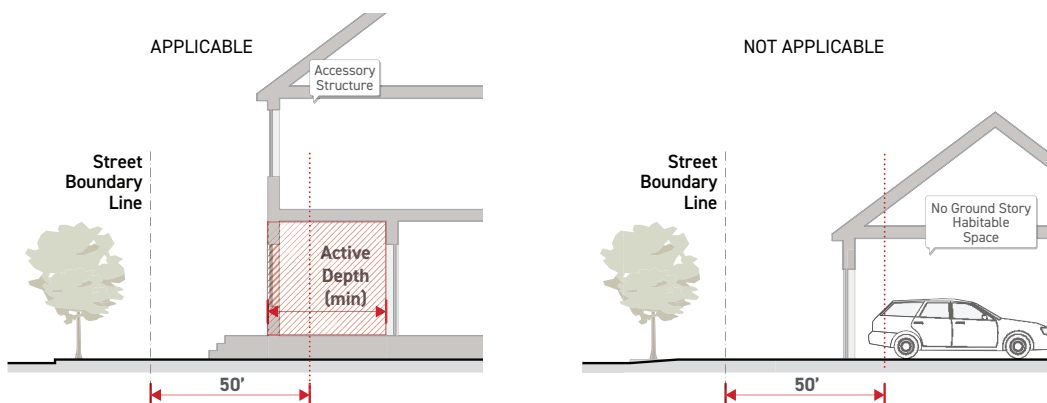 APPLICABLE
Accessory
Structure
Street
Boundary
Line
Active
Depth
(min)
50'
NOT APPLICABLE
Street
Boundary
Line
No Ground Story
Habitable
Space
50'